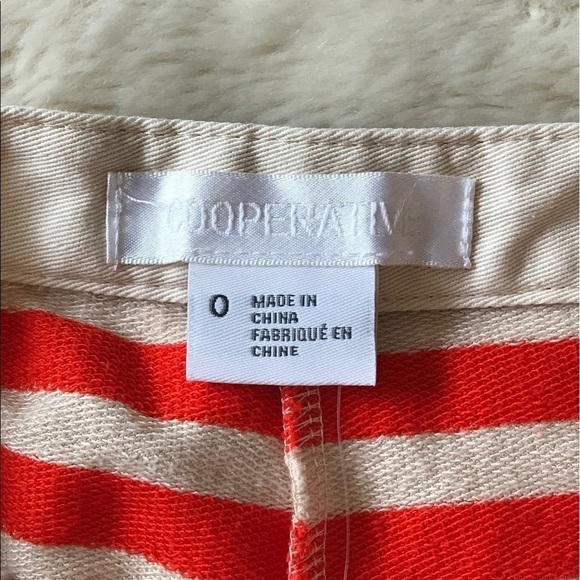 COOPERATIVE
0
MADE IN
CHINA
FABRIQUÉ EN
CHINE